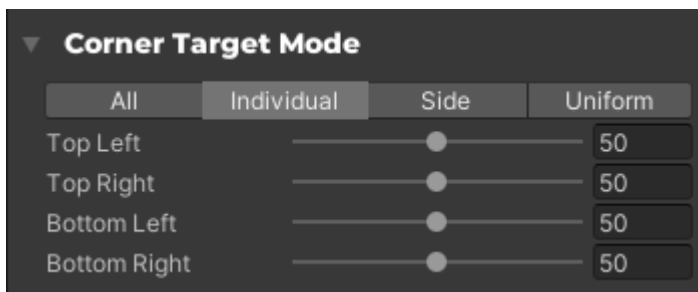 Corner Target Mode
All Individual Side Uniform
Top Left 50
Top Right 50
Bottom Left 50
Bottom Right 50